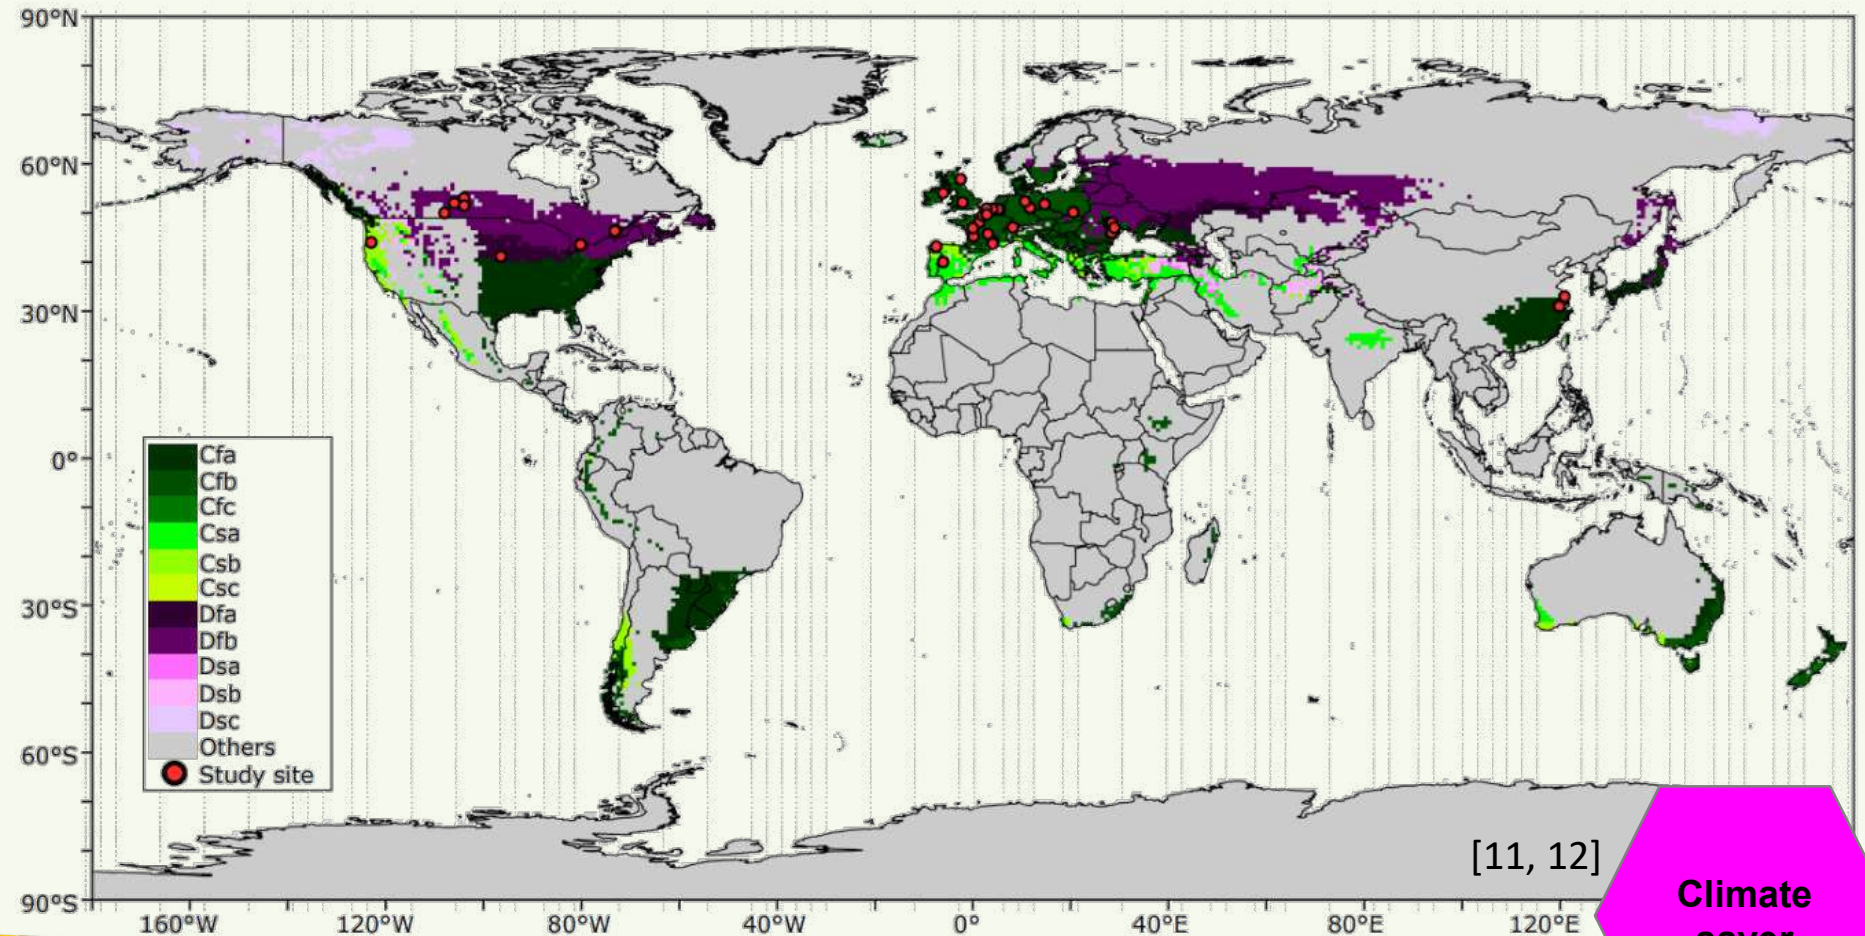 90°N
60°N
30°N
0°
30°S
60°S
90°S
Cfa
Cfb
Cfc
Csa
Csb
Csc
Dfa
Dfb
Dsa
Dsb
Dsc
Others
Study site
[11, 12]
Climate
160°W 120°W 80°W 40°W 0° 40°E 80°E 120°E